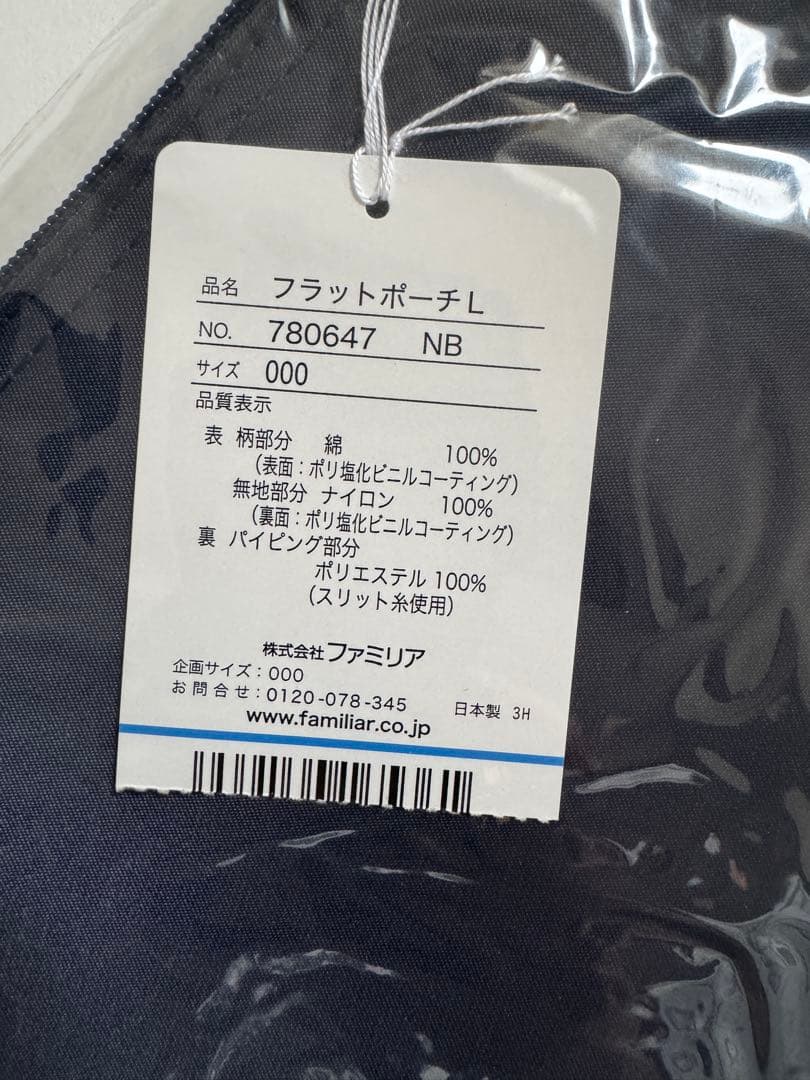 品名 フラットポーチL
NO. 780647 NB
サイズ 000
品質表示
表 柄部分 綿 100%
(表面：ポリ塩化ビニルコーティング)
無地部分 ナイロン 100%
(裏面：ポリ塩化ビニルコーティング)
裏 パイピング部分
ポリエステル 100%
(スリット糸使用)
株式会社ファミリア
企画サイズ：000
お問合せ：0120-078-345 日本製 3H
www.familiar.co.jp